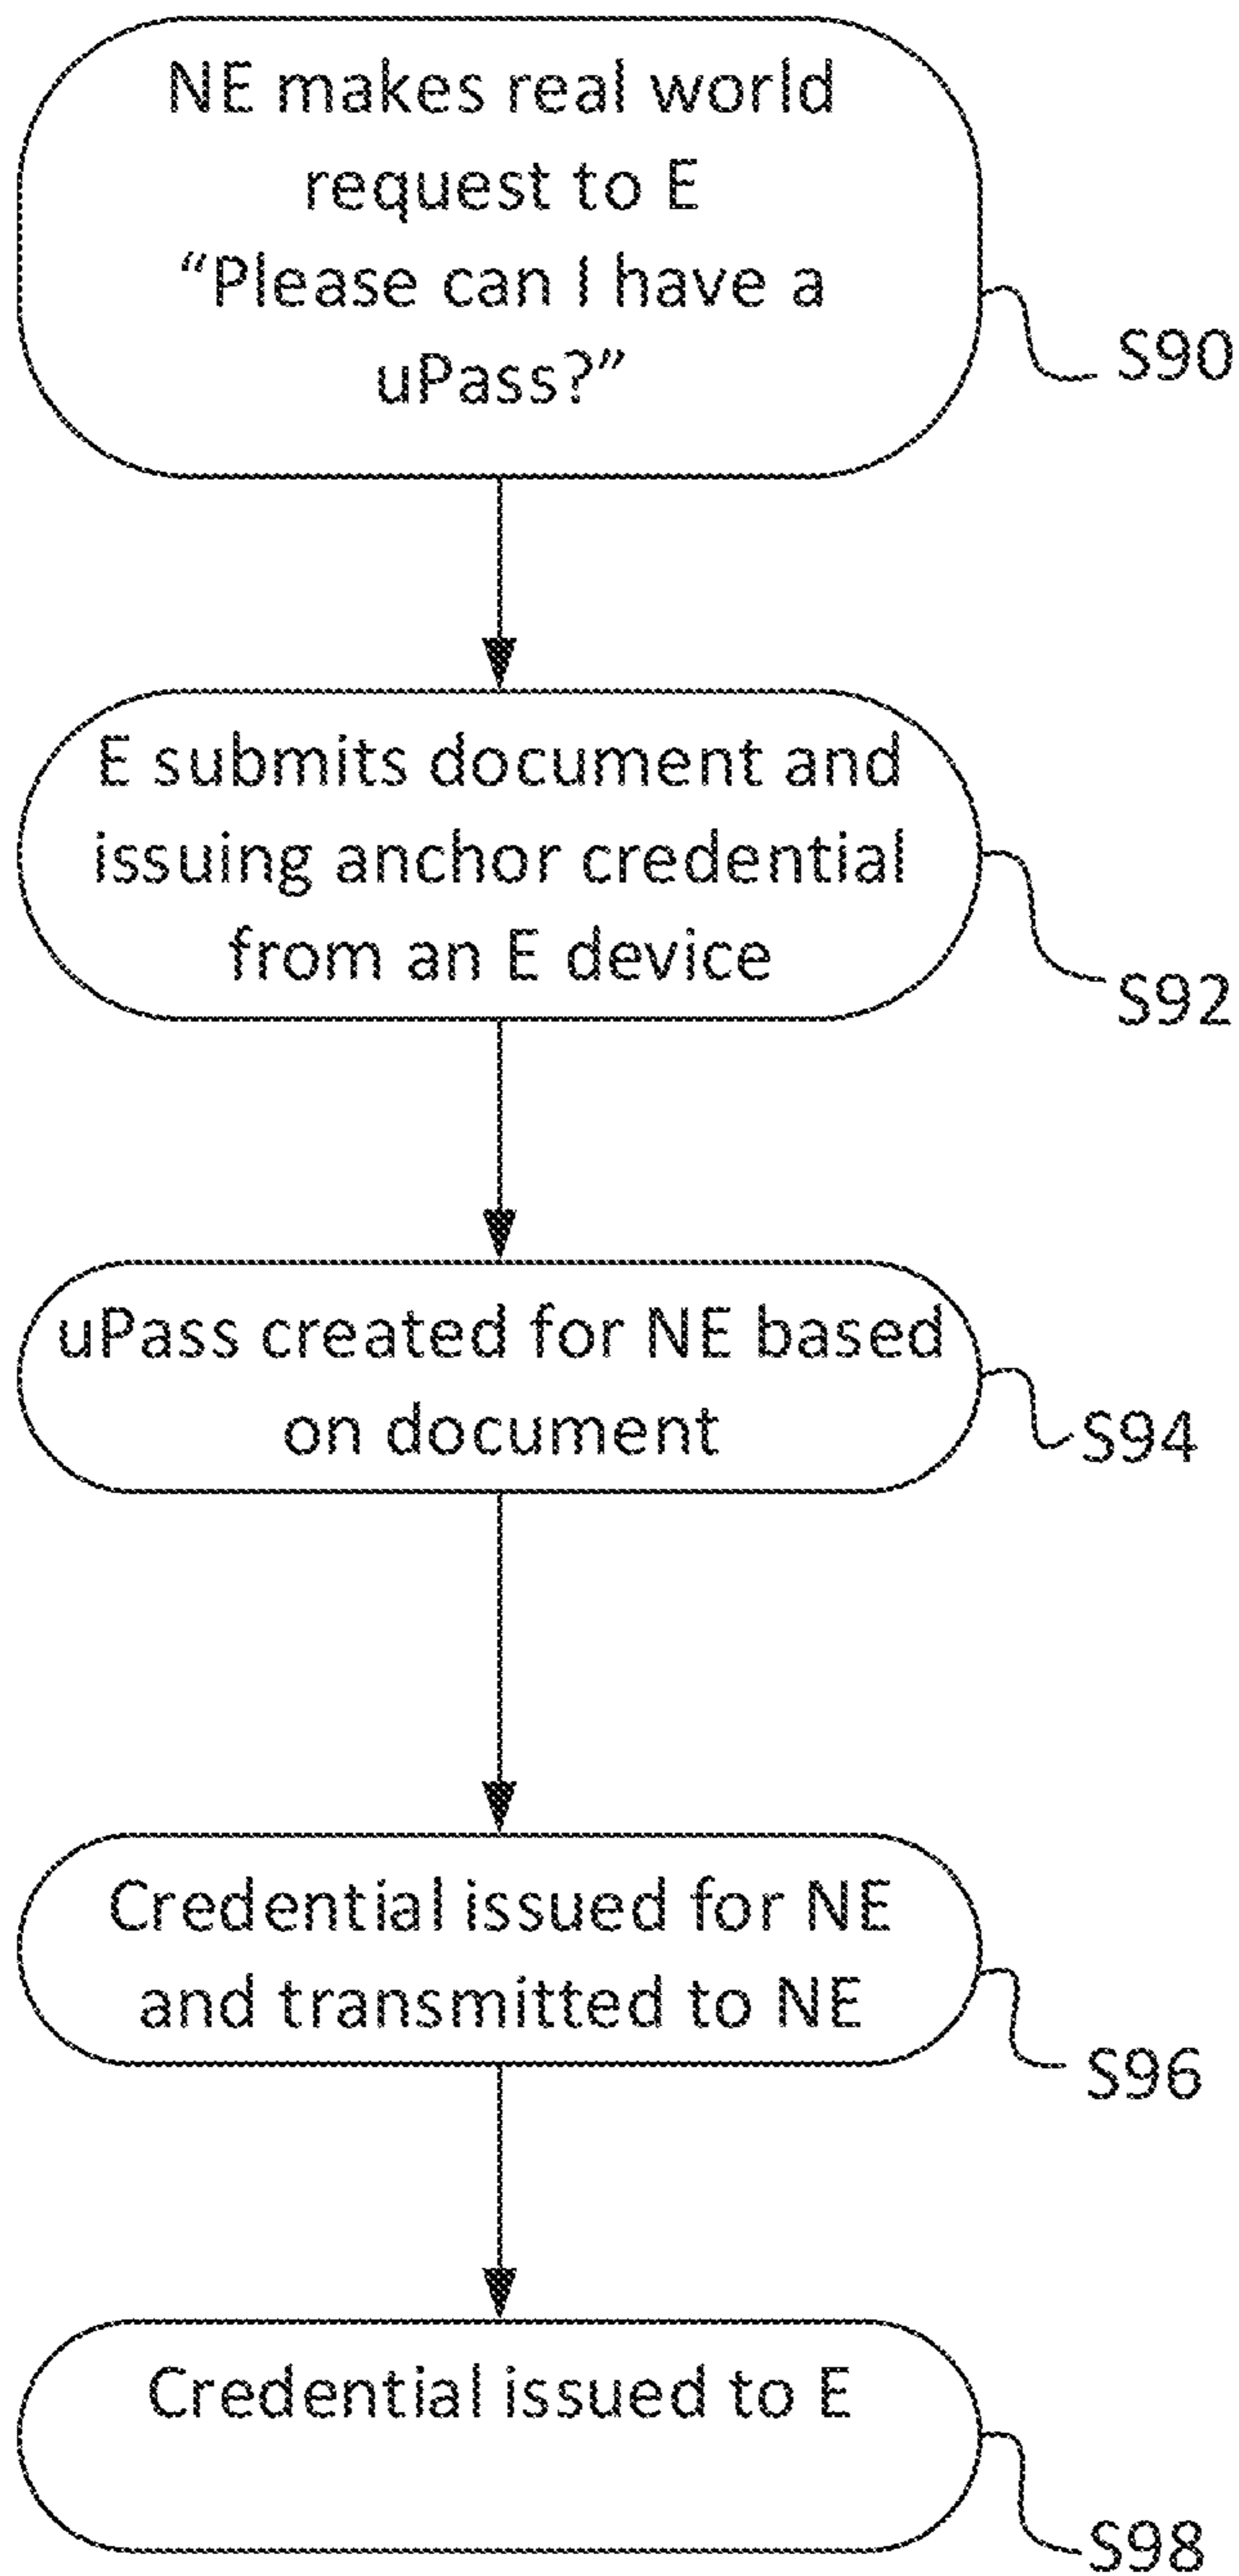 NE makes real world
request to E
“Please can I have a
uPass?”
S90
E submits document and
issuing anchor credential
from an E device
S92
uPass created for NE based
on document
S94
Credential issued for NE
and transmitted to NE
S96
Credential issued to E
S98